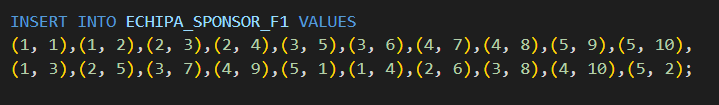 INSERT INTO ECHIPA_SPONSOR_F1 VALUES
(1, 1),(1, 2),(2, 3),(2, 4),(3, 5),(3, 6),(4, 7),(4, 8),(5, 9),(5, 10),
(1, 3),(2, 5),(3, 7),(4, 9),(5, 1),(1, 4),(2, 6),(3, 8),(4, 10),(5, 2);